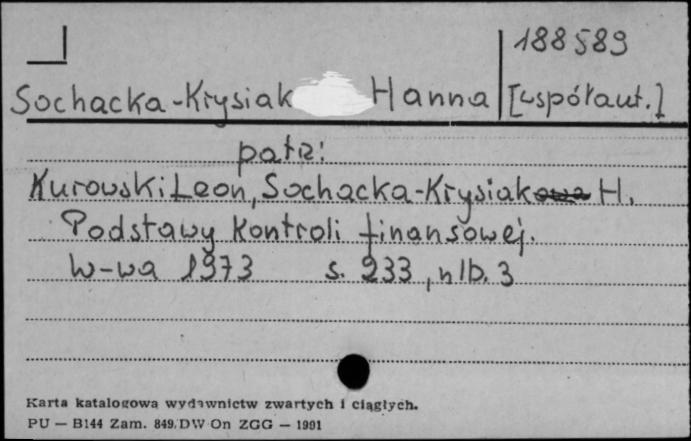 188589
Sochacka-Krysiak Hanna [współaut.]
patrz:
Kurowski Leon, Sochacka-Krysiak H.
Podstawy kontroli finansowej.
W-wa 1973 s. 233, nlb. 3
Karta katalogowa wydawnictw zwartych i ciągłych.
PU — B144 Zam. 849. DW On ZGG — 1991